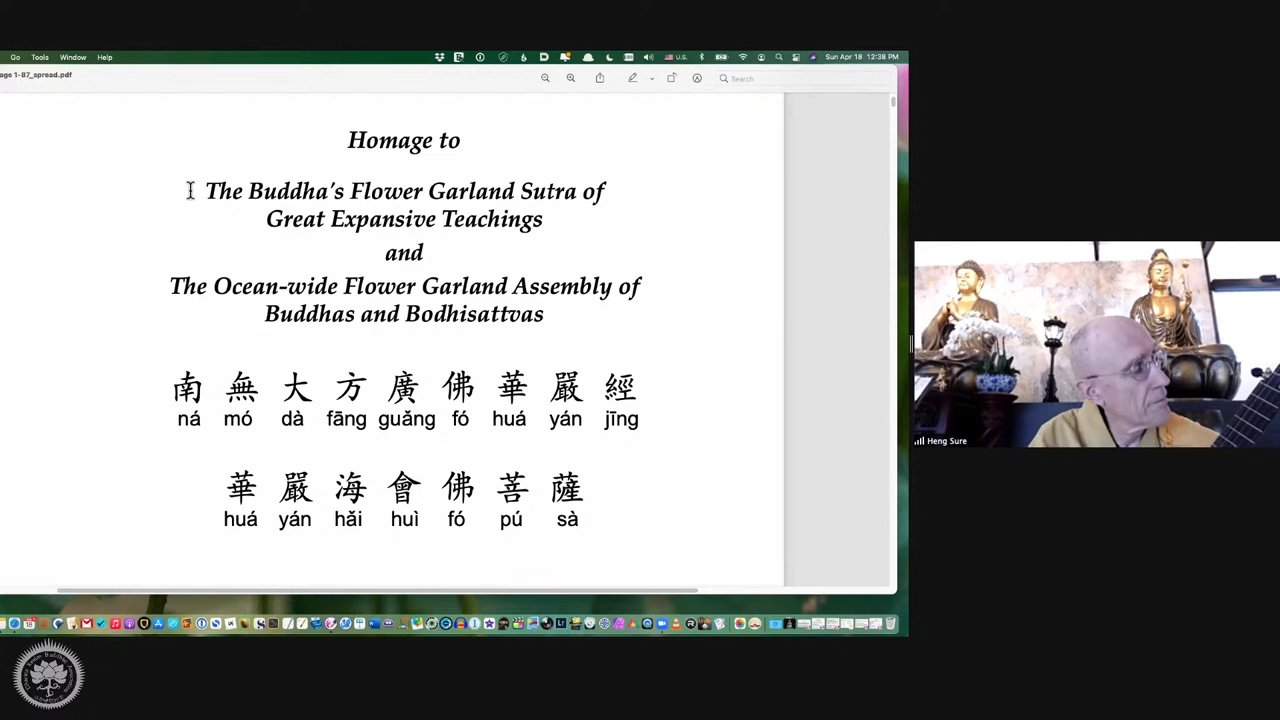 Go Tools Window Help
U.S. Sun Apr 18 12:38 PM
age 1-87_spread.pdf
Search
Homage to
The Buddha's Flower Garland Sutra of
Great Expansive Teachings
and
The Ocean-wide Flower Garland Assembly of
Buddhas and Bodhisattvas
南 無 大 方 廣 佛 華 嚴 經
ná mó dà fāng guǎng fó huá yán jīng
華 嚴 海 會 佛 菩 薩
huá yán hǎi huì fó pú sà
Heng Sure